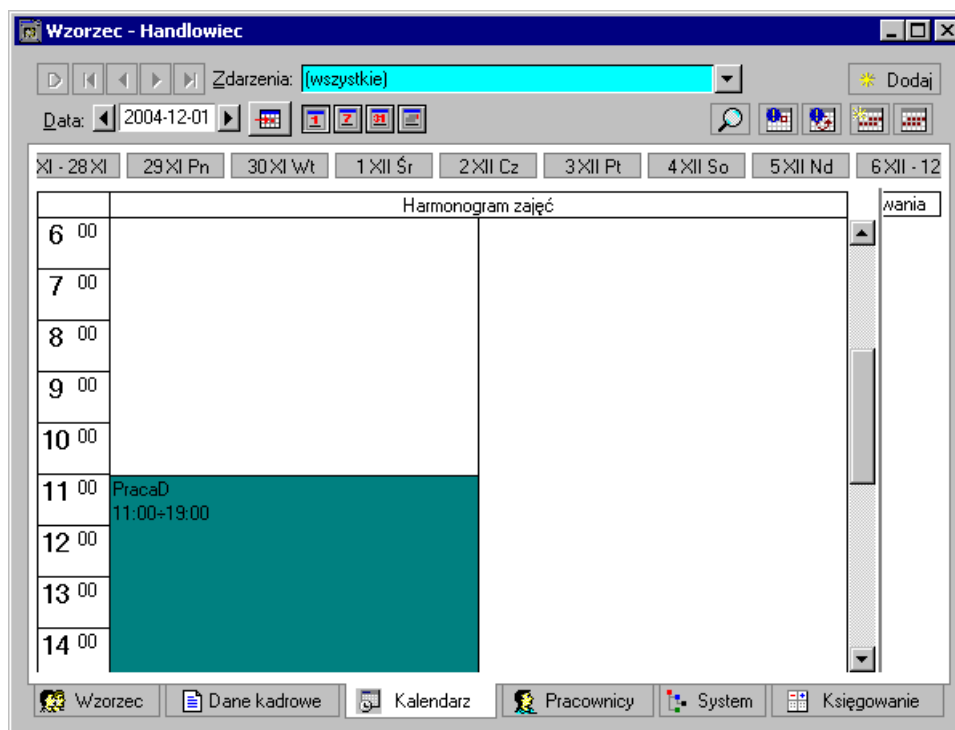 Wzorzec - Handlowiec
Zdarzenia: (wszystkie) Dodaj
Data: 2004-12-01 1 7 31
XI - 28 XI 29 XI Pn 30 XI Wt 1 XII Śr 2 XII Cz 3 XII Pt 4 XII So 5 XII Nd 6 XII - 12
Harmonogram zajęć wania
6 00
7 00
8 00
9 00
10 00
11 00 PracaD
11:00÷19:00
12 00
13 00
14 00
Wzorzec Dane kadrowe Kalendarz Pracownicy System Księgowanie